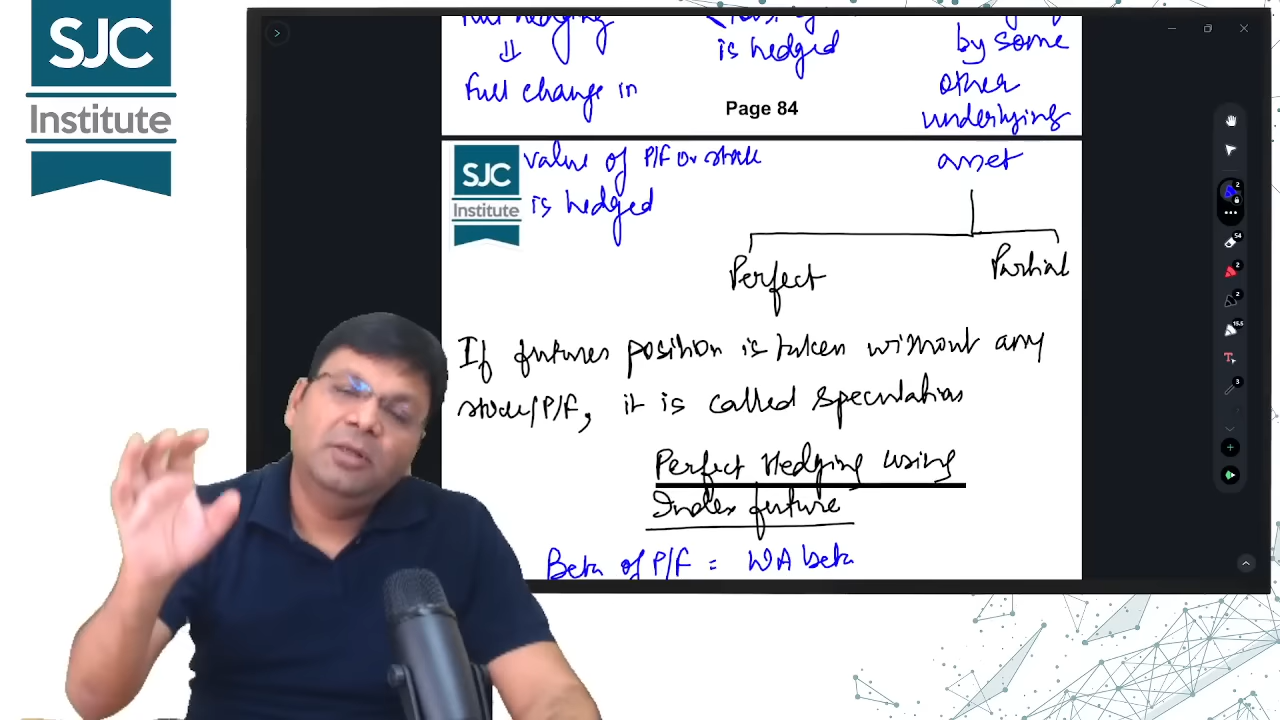 SJC
Institute
Full hedging
is hedged
by some
⇓
Full change in
other
Page 84
underlying
SJC
Institute
value of P/F or stock
asset
is hedged
Perfect
Partial
If futures position is taken without any
stock/P/F, it is called speculation
Perfect Hedging using
Index future
Beta of P/F = WA beta